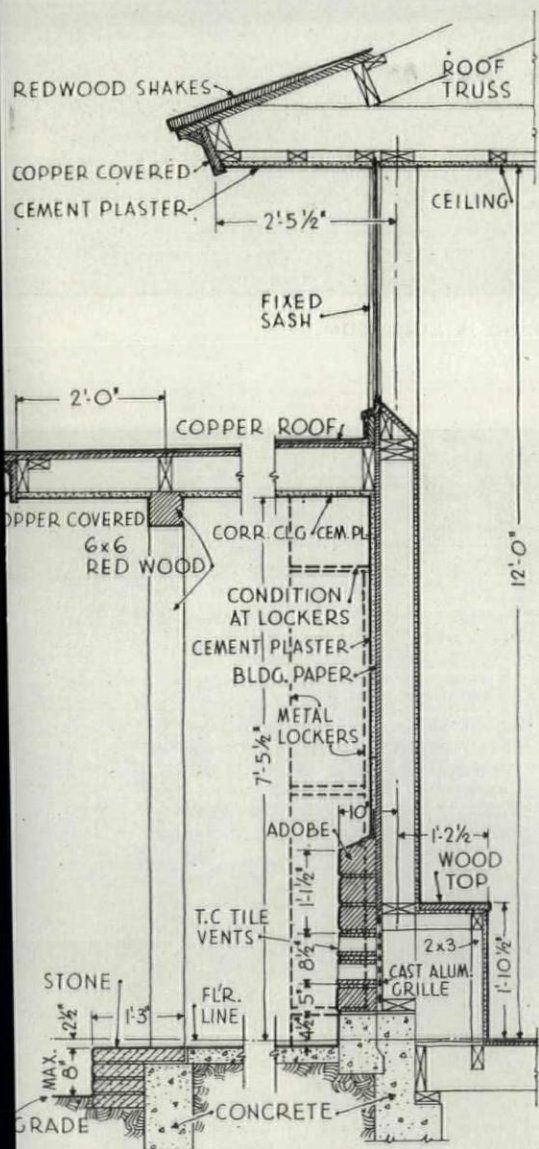 REDWOOD SHAKES
ROOF
TRUSS
COPPER COVERED
CEMENT PLASTER
CEILING
2'-5½"
FIXED
SASH
2'-0"
COPPER ROOF
OPPER COVERED
6x6
RED WOOD
CORR. CLG. CEM. PL
12'-0"
CONDITION
AT LOCKERS
CEMENT PLASTER
BLDG. PAPER
METAL
LOCKERS
7'-5½"
10"
ADOBE
1'-2½"
WOOD
TOP
1'-1½"
T.C TILE
VENTS
8½"
2x3
CAST ALUM.
GRILLE
1'-10½"
5"
4½"
STONE
1'-3"
FL'R.
LINE
2½"
MAX.
8"
GRADE
CONCRETE